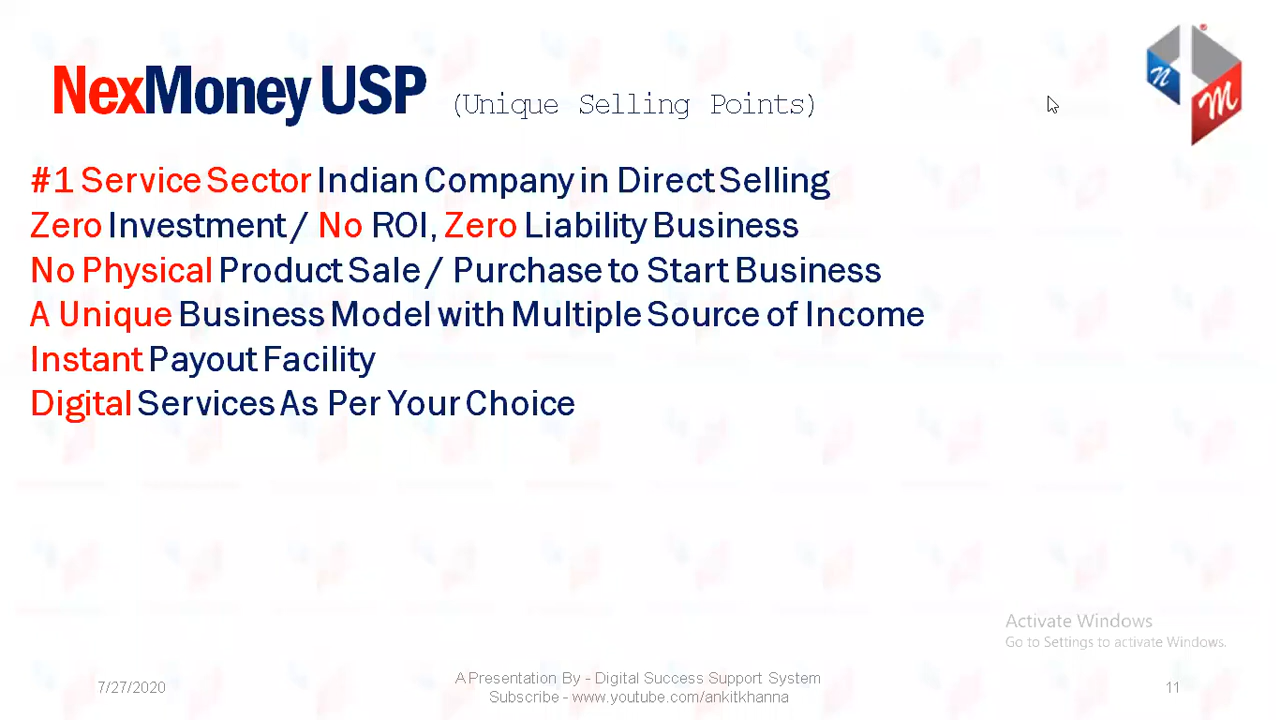 NexMoney USP (Unique Selling Points)
#1 Service Sector Indian Company in Direct Selling
Zero Investment / No ROI, Zero Liability Business
No Physical Product Sale / Purchase to Start Business
A Unique Business Model with Multiple Source of Income
Instant Payout Facility
Digital Services As Per Your Choice
Activate Windows
Go to Settings to activate Windows.
7/27/2020
A Presentation By - Digital Success Support System
Subscribe - www.youtube.com/ankitkhanna
11
n
m